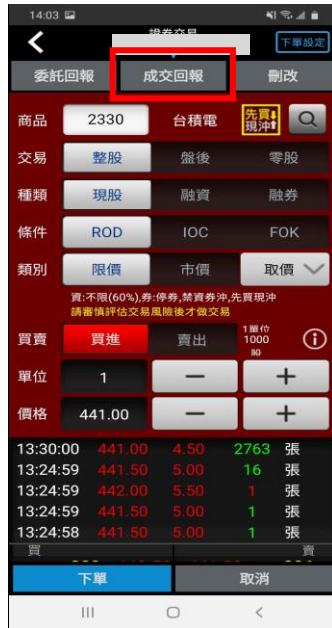 14:03
證券交易
下單設定
委託回報 成交回報 刪改
商品 2330 台積電 先買現沖
交易 整股 盤後 零股
種類 現股 融資 融券
條件 ROD IOC FOK
類別 限價 市價 取價
資:不限(60%),券:停券,禁資券沖,先買現沖
請審慎評估交易風險後才做交易
買賣 買進 賣出 1單位 1000 股
單位 1 — +
價格 441.00 — +
13:30:00 441.00 4.50 2763 張
13:24:59 441.50 5.00 16 張
13:24:59 442.00 5.50 1 張
13:24:59 441.50 5.00 1 張
13:24:58 441.50 5.00 1 張
買 賣
下單 取消